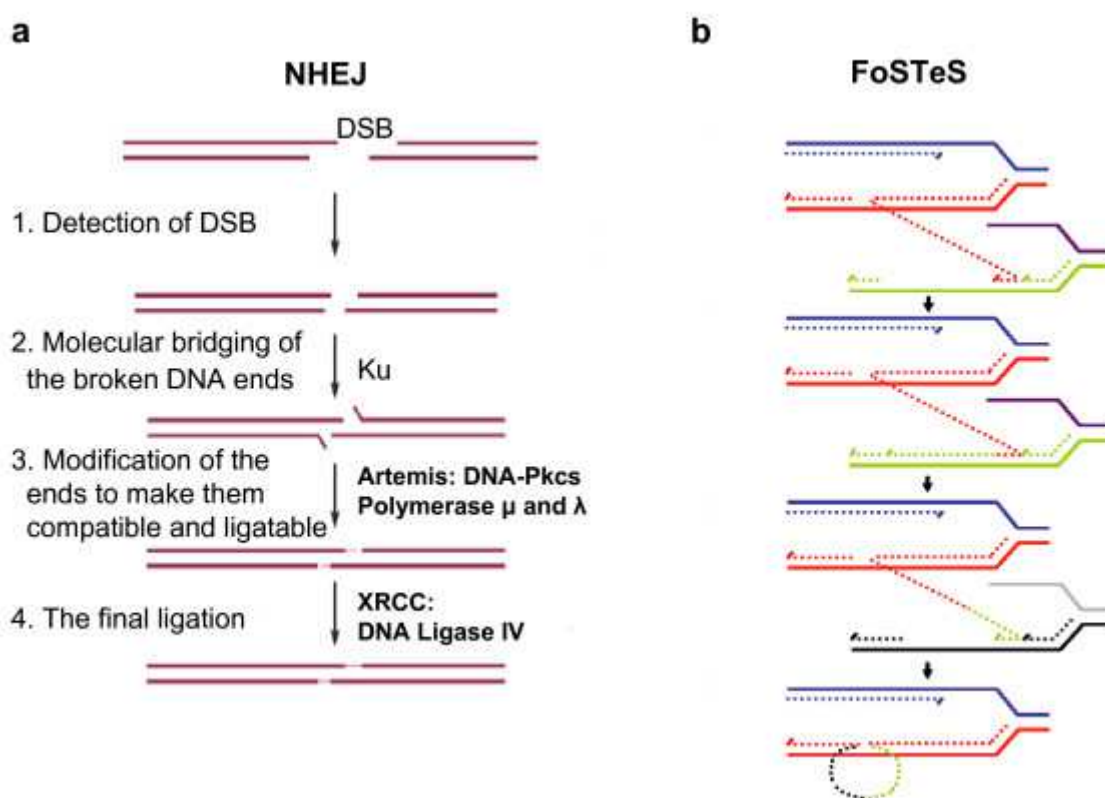 a
NHEJ
DSB
1. Detection of DSB
2. Molecular bridging of
the broken DNA ends
Ku
3. Modification of the
ends to make them
compatible and ligatable
Artemis: DNA-Pkcs
Polymerase μ and λ
4. The final ligation
XRCC:
DNA Ligase IV
b
FoSTeS